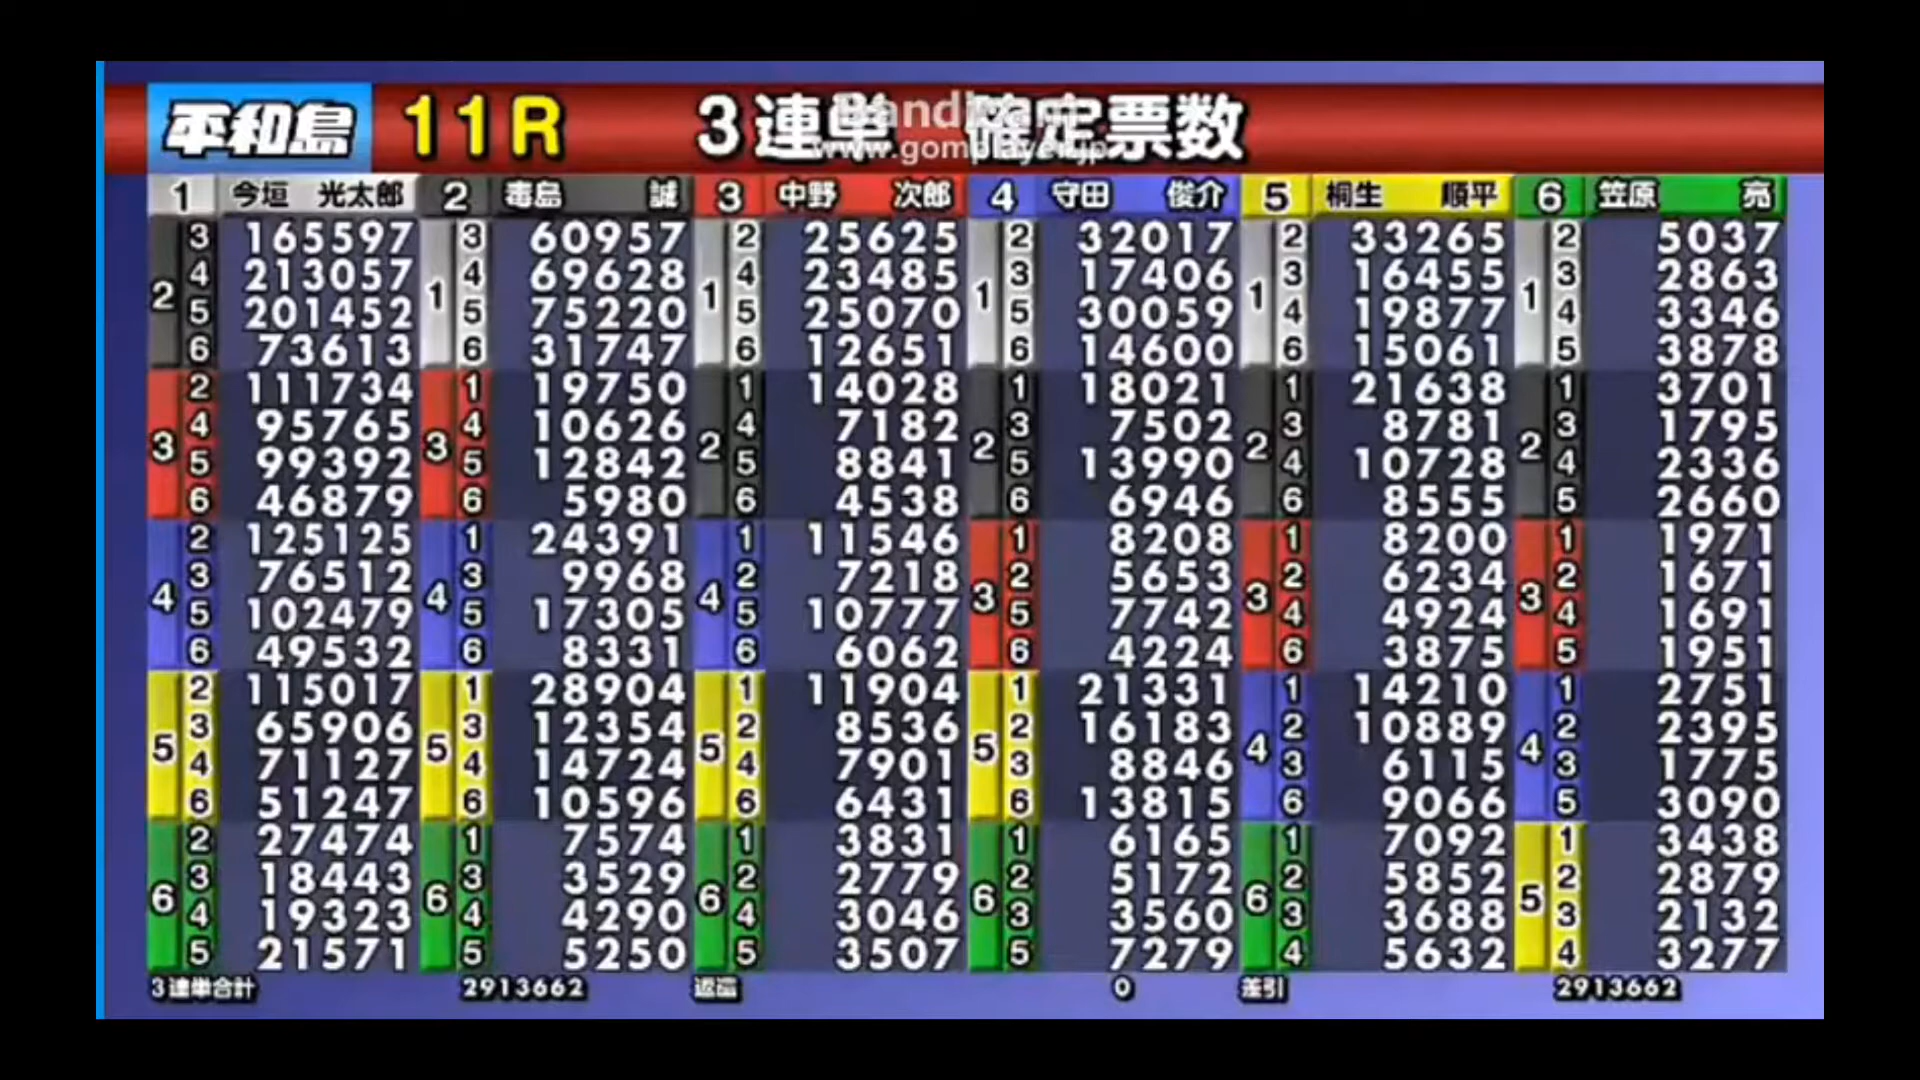 平和島 11R 3連単 確定票数
Bandicam
www.gomplayer.jp
1 今垣 光太郎 2 毒島 誠 3 中野 次郎 4 守田 俊介 5 桐生 順平 6 笠原 亮
3 165597 3 60957 2 25625 2 32017 2 33265 2 5037
4 213057 4 69628 4 23485 3 17406 3 16455 3 2863
2 1 1 1 1 1
5 201452 5 75220 5 25070 5 30059 4 19877 4 3346
6 73613 6 31747 6 12651 6 14600 6 15061 5 3878
2 111734 1 19750 1 14028 1 18021 1 21638 1 3701
4 95765 4 10626 4 7182 3 7502 3 8781 3 1795
3 3 2 2 2 2
5 99392 5 12842 5 8841 5 13990 4 10728 4 2336
6 46879 6 5980 6 4538 6 6946 6 8555 5 2660
2 125125 1 24391 1 11546 1 8208 1 8200 1 1971
3 76512 3 9968 2 7218 2 5653 2 6234 2 1671
4 4 4 3 3 3
5 102479 5 17305 5 10777 5 7742 4 4924 4 1691
6 49532 6 8331 6 6062 6 4224 6 3875 5 1951
2 115017 1 28904 1 11904 1 21331 1 14210 1 2751
3 65906 3 12354 2 8536 2 16183 2 10889 2 2395
5 5 5 5 4 4
4 71127 4 14724 4 7901 3 8846 3 6115 3 1775
6 51247 6 10596 6 6431 6 13815 6 9066 5 3090
2 27474 1 7574 1 3831 1 6165 1 7092 1 3438
3 18443 3 3529 2 2779 2 5172 2 5852 2 2879
6 6 6 6 6 5
4 19323 4 4290 4 3046 3 3560 3 3688 3 2132
5 21571 5 5250 5 3507 5 7279 4 5632 4 3277
3連単合計 2913662 返還 0 差引 2913662